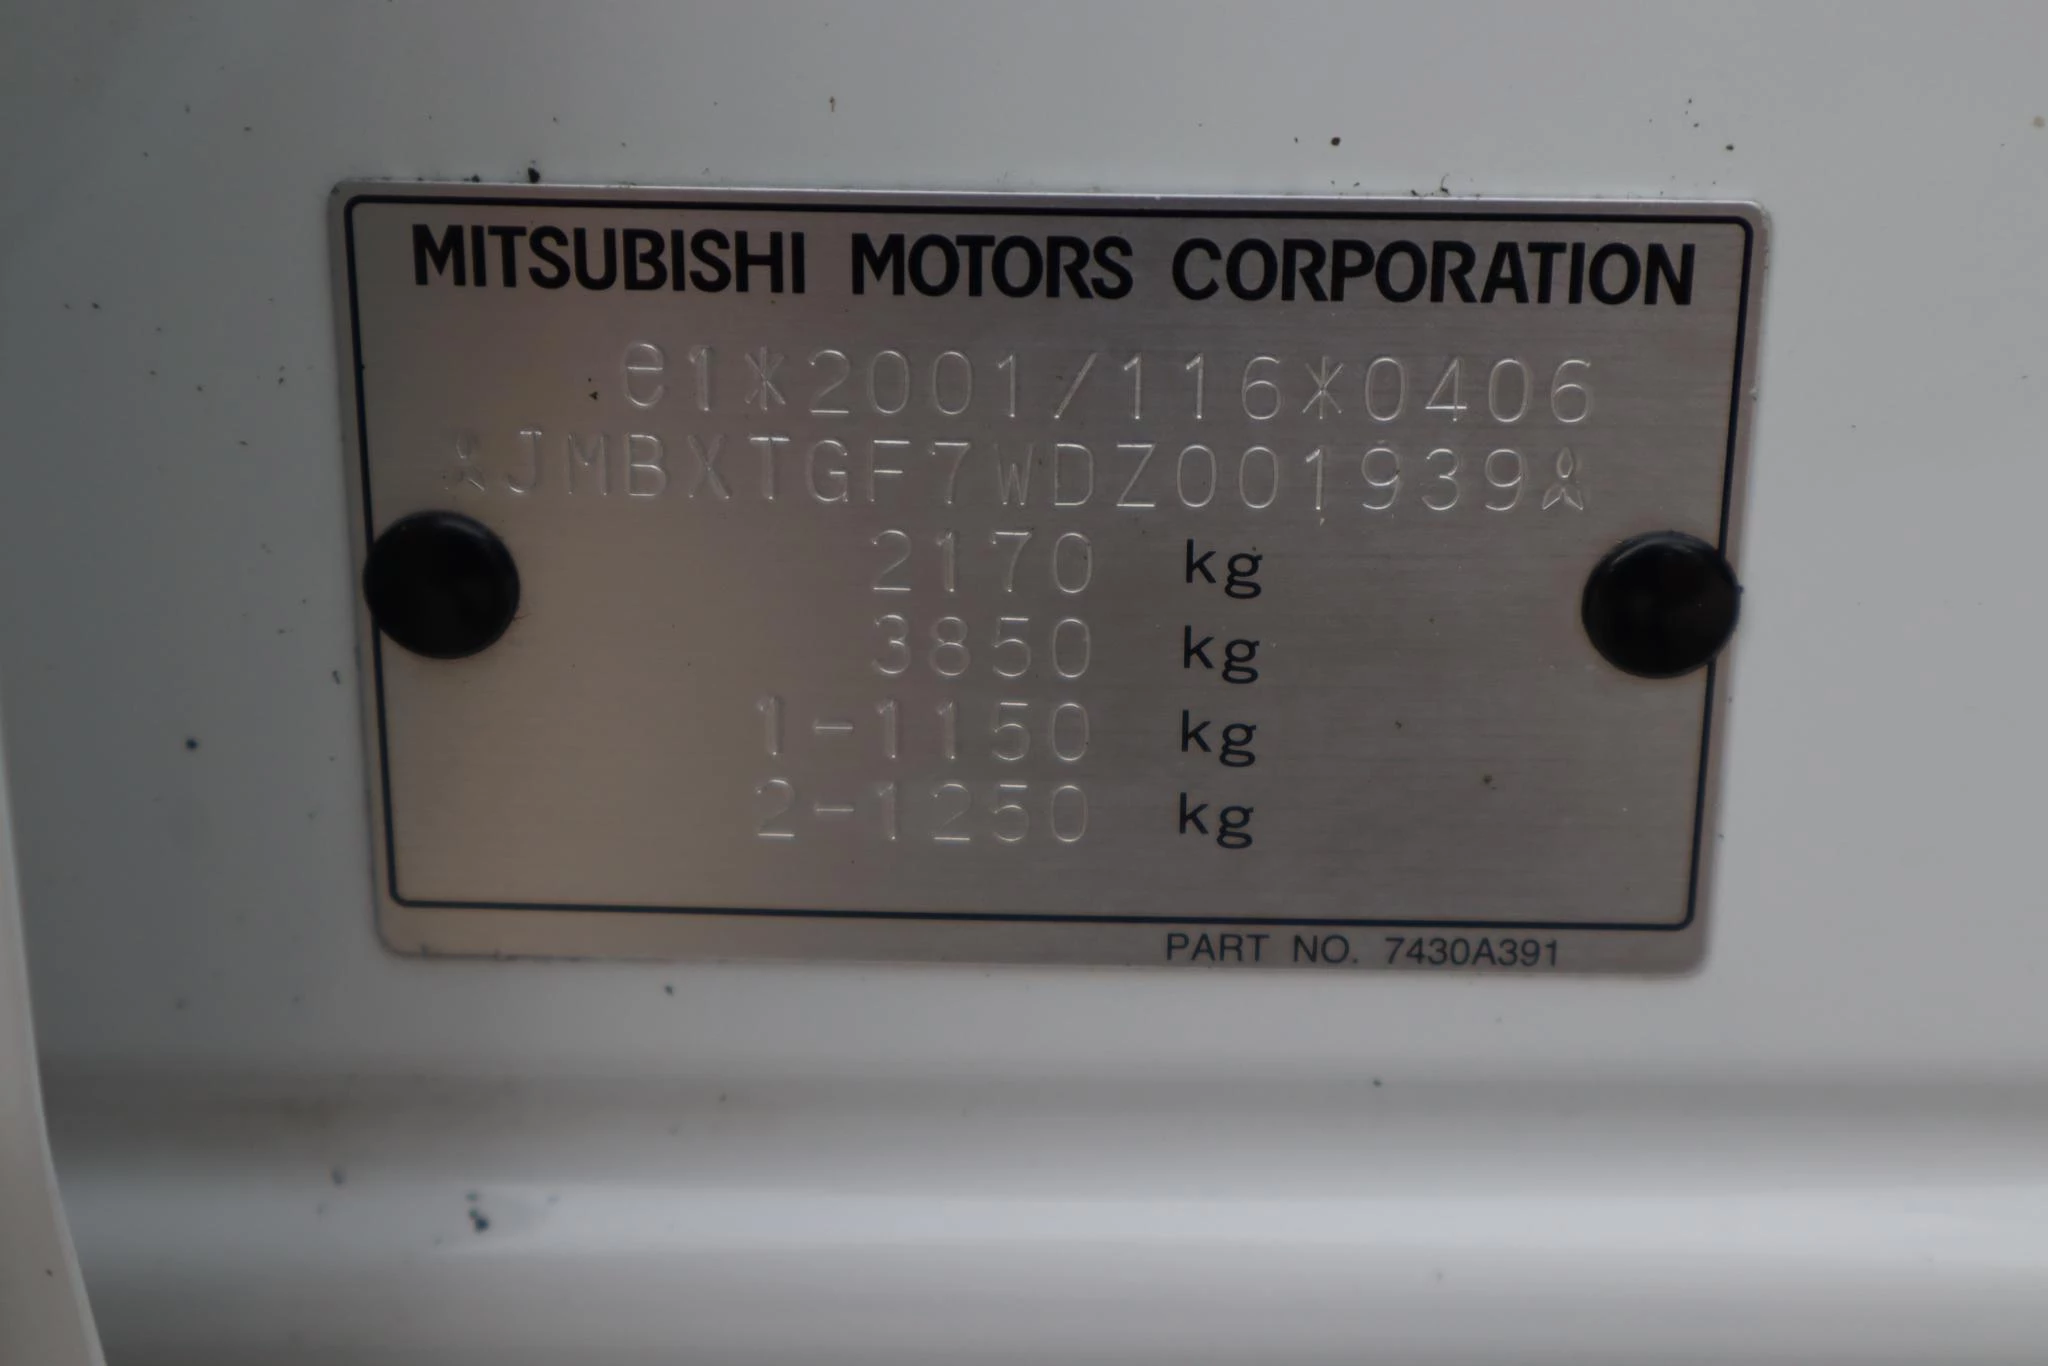 MITSUBISHI MOTORS CORPORATION
e1*2001/116*0406
JMBXTGF7WDZ001939
2170 kg
3850 kg
1-1150 kg
2-1250 kg
PART NO. 7430A391